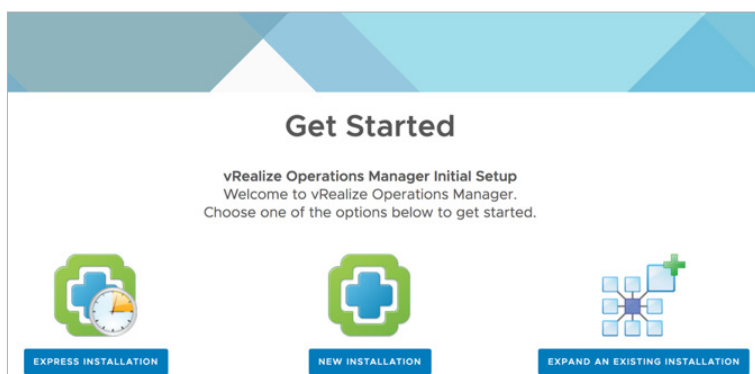 Get Started
vRealize Operations Manager Initial Setup
Welcome to vRealize Operations Manager.
Choose one of the options below to get started.
EXPRESS INSTALLATION
NEW INSTALLATION
EXPAND AN EXISTING INSTALLATION